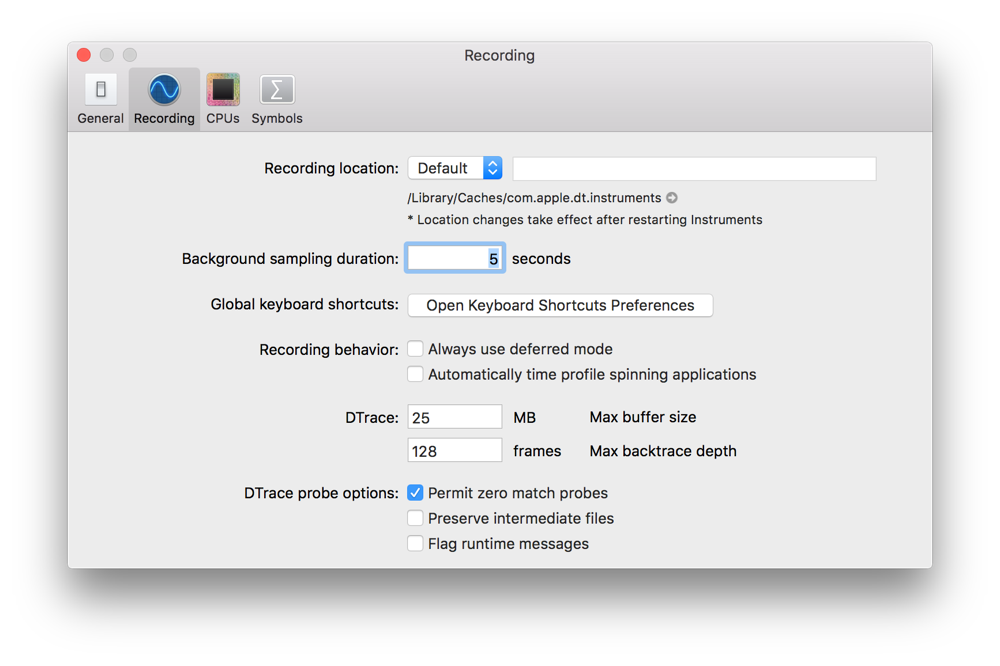 Recording
General Recording CPUs Symbols
Recording location: Default
/Library/Caches/com.apple.dt.instruments
* Location changes take effect after restarting Instruments
Background sampling duration: 5 seconds
Global keyboard shortcuts: Open Keyboard Shortcuts Preferences
Recording behavior: Always use deferred mode
Automatically time profile spinning applications
DTrace: 25 MB Max buffer size
128 frames Max backtrace depth
DTrace probe options: Permit zero match probes
Preserve intermediate files
Flag runtime messages